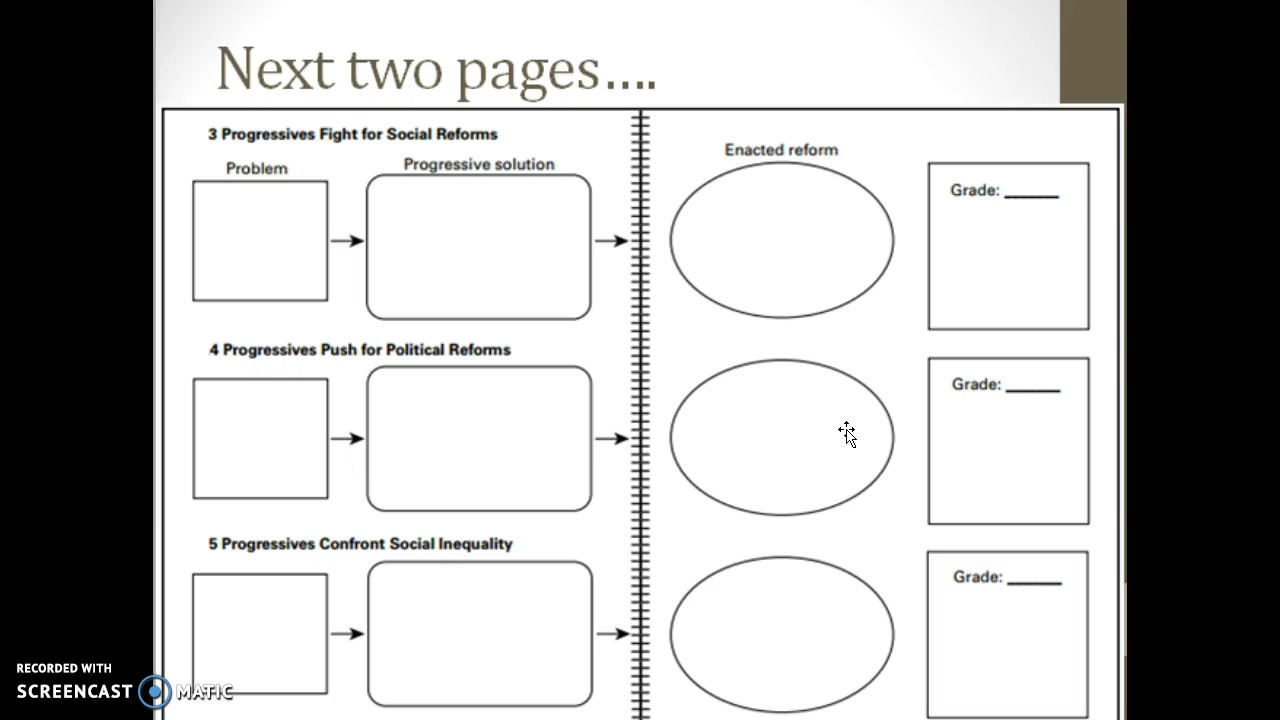 Next two pages....
3 Progressives Fight for Social Reforms
Problem
Progressive solution
Enacted reform
Grade: ______
4 Progressives Push for Political Reforms
Grade: ______
5 Progressives Confront Social Inequality
Grade: ______
RECORDED WITH
SCREENCAST MATIC